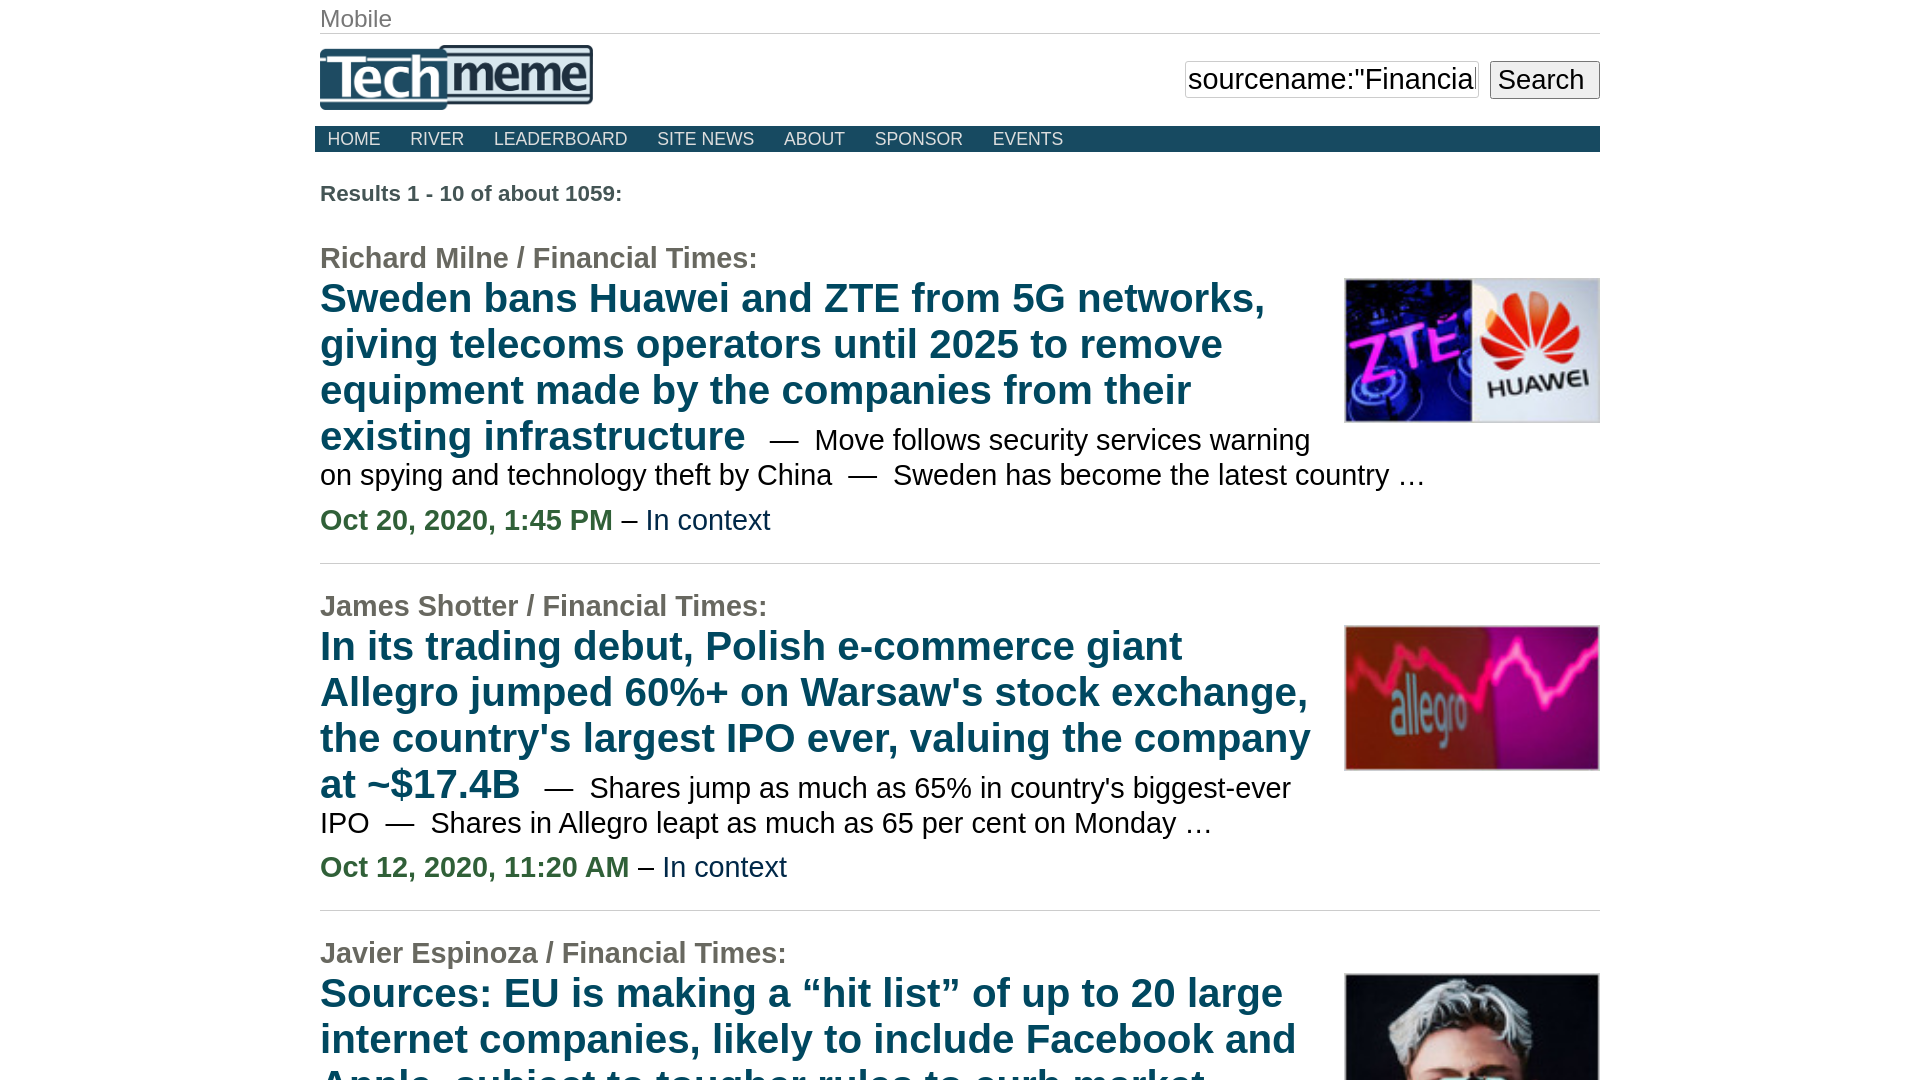 Mobile
Techmeme
sourcename:"Financial
Search
HOME RIVER LEADERBOARD SITE NEWS ABOUT SPONSOR EVENTS
Results 1 - 10 of about 1059:
Richard Milne / Financial Times:
Sweden bans Huawei and ZTE from 5G networks,
giving telecoms operators until 2025 to remove
equipment made by the companies from their
existing infrastructure — Move follows security services warning
on spying and technology theft by China — Sweden has become the latest country …
ZTE
HUAWEI
Oct 20, 2020, 1:45 PM – In context
James Shotter / Financial Times:
In its trading debut, Polish e-commerce giant
Allegro jumped 60%+ on Warsaw's stock exchange,
the country's largest IPO ever, valuing the company
at ~$17.4B — Shares jump as much as 65% in country's biggest-ever
IPO — Shares in Allegro leapt as much as 65 per cent on Monday …
allegro
Oct 12, 2020, 11:20 AM – In context
Javier Espinoza / Financial Times:
Sources: EU is making a “hit list” of up to 20 large
internet companies, likely to include Facebook and
Apple, subject to tougher rules to curb market